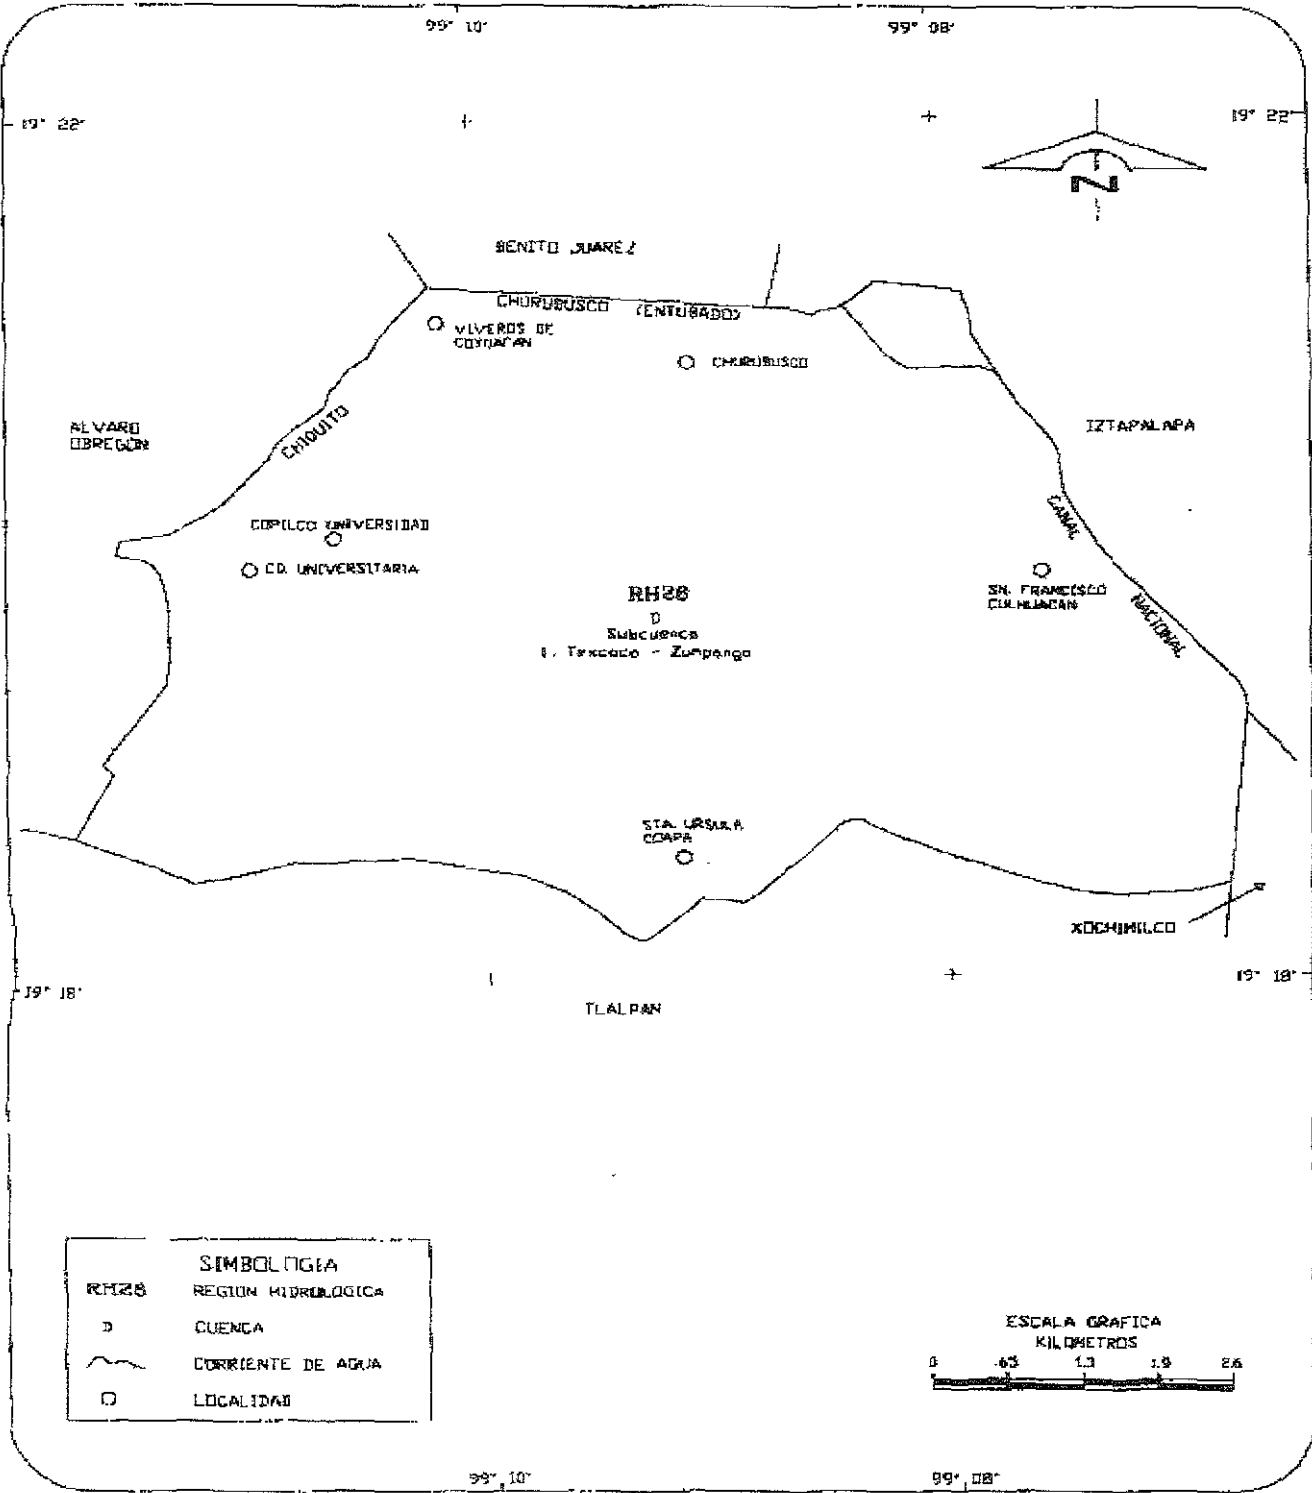 99° 10'
99° 08'
19° 22'
19° 22'
N
BENITO JUAREZ
CHURUBUSCO (ENTUBADO)
VIVEROS DE
COYOACAN
CHURUBUSCO
ALVARO
OBREGON
CHIQUITO
IZTAPALAPA
COPILCO UNIVERSIDAD
CD. UNIVERSITARIA
CANAL
NACIONAL
SN. FRANCISCO
CULHUACAN
RH26
D
Subcuenca
Texcoco - Zumpango
STA. URSULA
COAPA
XOCHIMILCO
19° 18'
19° 18'
TLALPAN
SIMBOLOGIA
RH26 REGION HIDROLOGICA
D CUENCA
CORRIENTE DE AGUA
LOCALIDAD
ESCALA GRAFICA
KILOMETROS
0 .65 1.3 1.9 2.6
99° 10'
99° 08'